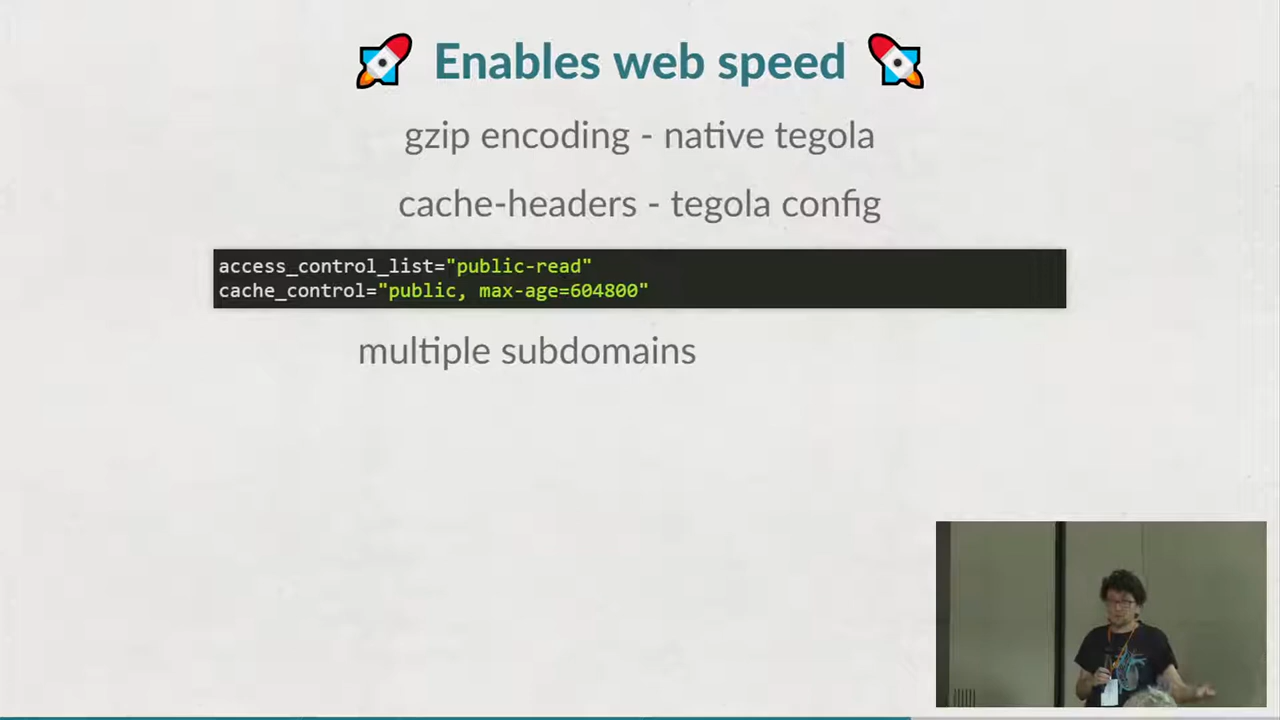 Enables web speed
gzip encoding - native tegola
cache-headers - tegola config
access_control_list="public-read"
cache_control="public, max-age=604800"
multiple subdomains